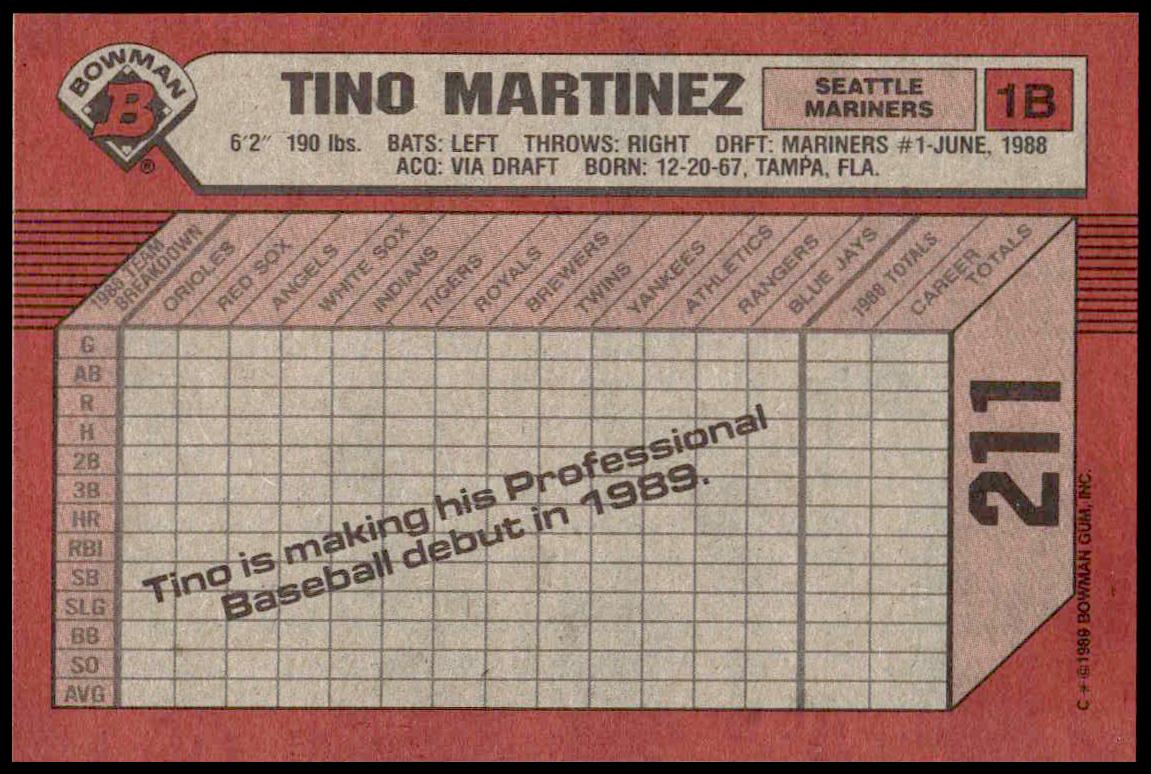 BOWMAN
B
®
TINO MARTINEZ
SEATTLE
MARINERS
1B
6'2" 190 lbs. BATS: LEFT THROWS: RIGHT DRFT: MARINERS #1-JUNE, 1988
ACQ: VIA DRAFT BORN: 12-20-67, TAMPA, FLA.
1988 TEAM
BREAKDOWN
ORIOLES
RED SOX
ANGELS
WHITE SOX
INDIANS
TIGERS
ROYALS
BREWERS
TWINS
YANKEES
ATHLETICS
RANGERS
BLUE JAYS
1988 TOTALS
CAREER
TOTALS
G
AB
R
H
2B
3B
HR
RBI
SB
SLG
BB
SO
AVG
Tino is making his Professional
Baseball debut in 1989.
211
C * ©1989 BOWMAN GUM, INC.